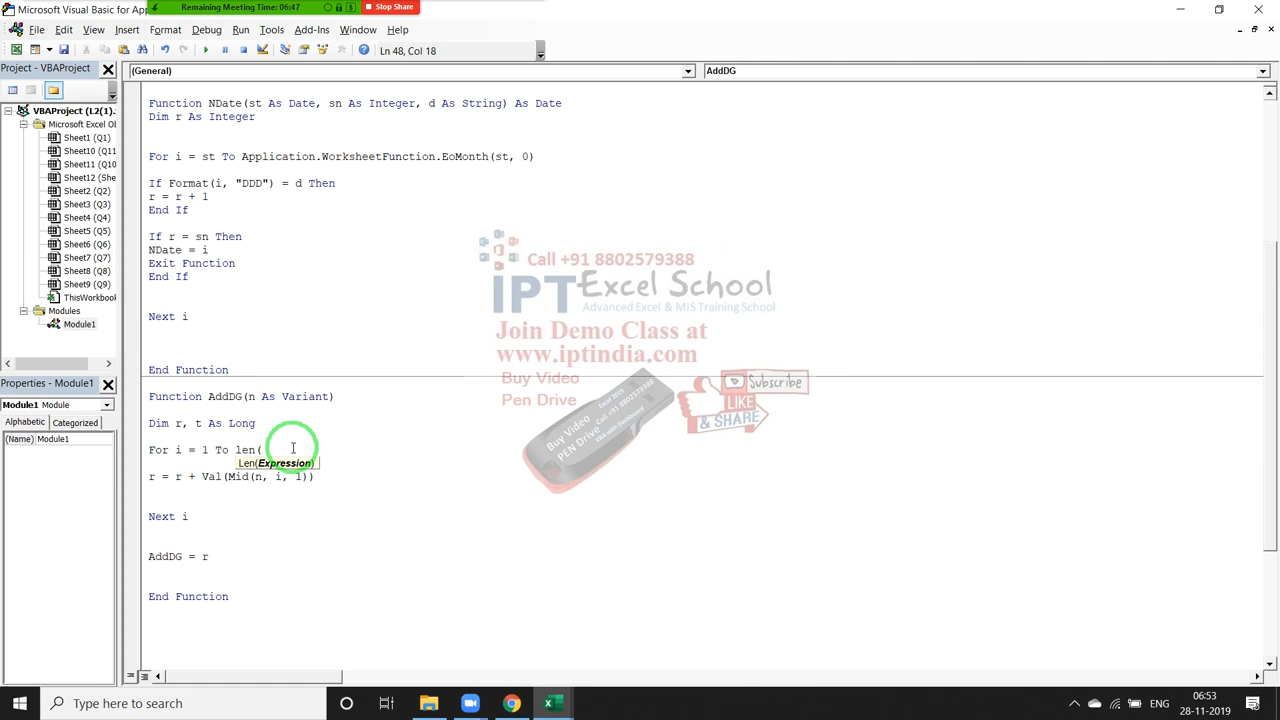 Microsoft Visual Basic for App
Remaining Meeting Time: 06:47
Stop Share
File Edit View Insert Format Debug Run Tools Add-Ins Window Help
Ln 48, Col 18
Project - VBAProject
(General)
AddDG
VBAProject (L2(1).
Microsoft Excel Ob
Sheet1 (Q1)
Sheet10 (Q11
Sheet11 (Q10
Sheet12 (She
Sheet2 (Q2)
Sheet3 (Q3)
Sheet4 (Q4)
Sheet5 (Q5)
Sheet6 (Q6)
Sheet7 (Q7)
Sheet8 (Q8)
Sheet9 (Q9)
ThisWorkbook
Modules
Module1
Properties - Module1
Module1 Module
Alphabetic Categorized
(Name) Module1
Function NDate(st As Date, sn As Integer, d As String) As Date
Dim r As Integer
For i = st To Application.WorksheetFunction.EoMonth(st, 0)
If Format(i, "DDD") = d Then
r = r + 1
End If
If r = sn Then
NDate = i
Exit Function
End If
Next i
End Function
Function AddDG(n As Variant)
Dim r, t As Long
For i = 1 To len(
Len(Expression)
r = r + Val(Mid(n, i, 1))
Next i
AddDG = r
End Function
Call +91 8802579388
IPT Excel School
Advanced Excel & MIS Training School
Join Demo Class at
www.iptindia.com
Buy Video
Pen Drive
Subscribe
LIKE
& SHARE
Type here to search
ENG
06:53
28-11-2019